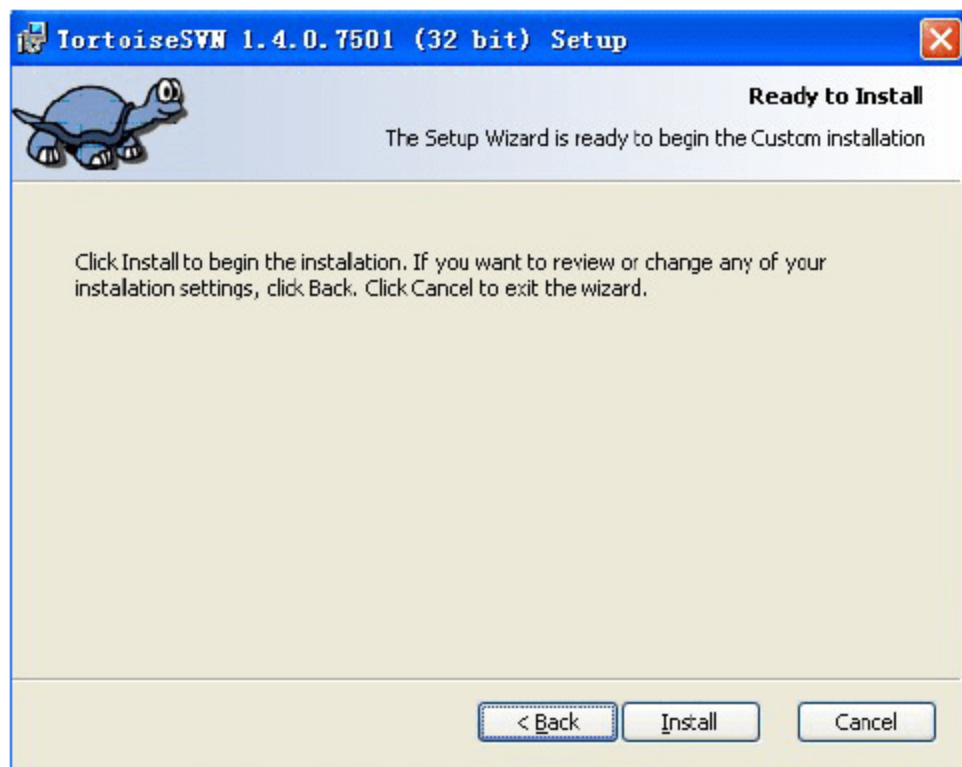 TortoiseSVN 1.4.0.7501 (32 bit) Setup
Ready to Install
The Setup Wizard is ready to begin the Custom installation
Click Install to begin the installation. If you want to review or change any of your
installation settings, click Back. Click Cancel to exit the wizard.
< Back
Install
Cancel